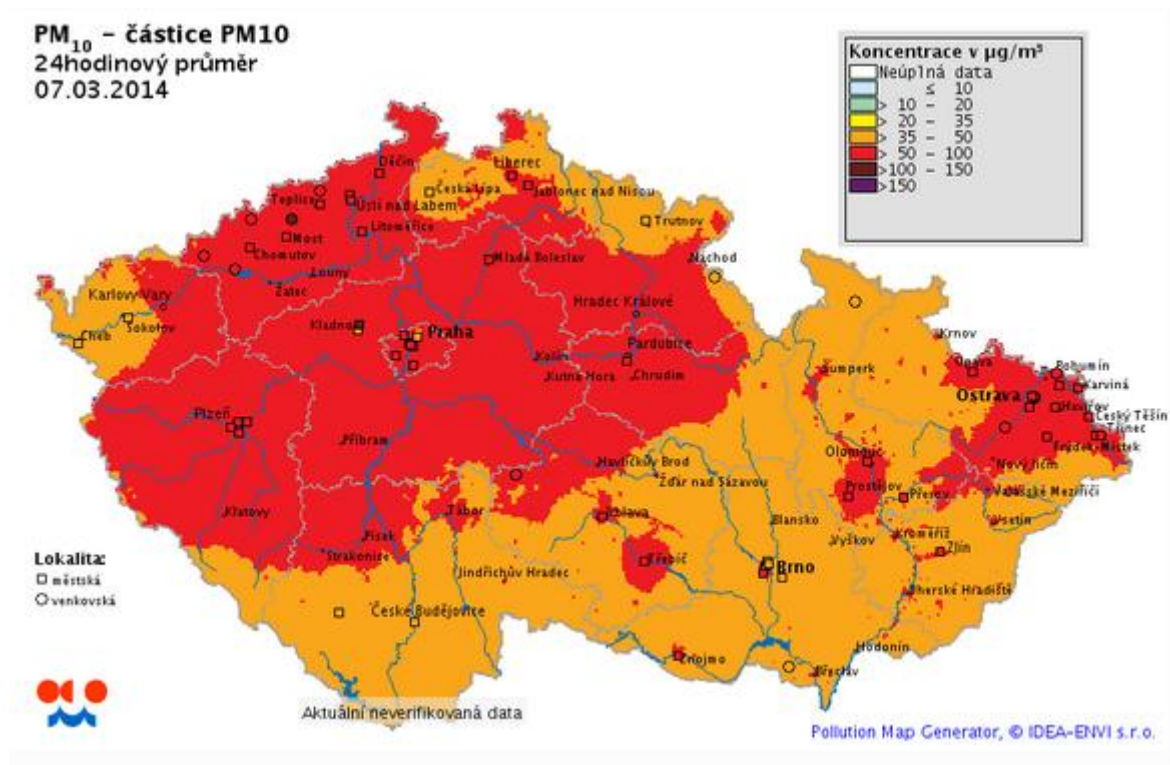 PM10 – částice PM10
24hodinový průměr
07.03.2014
Koncentrace v µg/m³
Neúplná data
≤ 10
> 10 – 20
> 20 – 35
> 35 – 50
> 50 – 100
>100 – 150
>150
Děčín
Liberec
Česká Lípa
Jablonec nad Nisou
Teplice
Ústí nad Labem
Trutnov
Litoměřice
Most
Chomutov
Mladá Boleslav
Náchod
Louny
Žatec
Karlovy Vary
Hradec Králové
Sokolov
Kladno
Praha
Cheb
Krnov
Pardubice
Kolín
Opava
Bohumín
Kutná Hora
Chrudim
Šumperk
Karviná
Ostrava
Havířov
Český Těšín
Plzeň
Třinec
Příbram
Frýdek-Místek
Olomouc
Havlíčkův Brod
Nový Jičín
Žďár nad Sázavou
Prostějov
Přerov
Valašské Meziříčí
Klatovy
Tábor
Jihlava
Blansko
Vsetín
Písek
Vyškov
Kroměříž
Strakonice
Třebíč
Zlín
Lokalita:
městská
venkovská
Jindřichův Hradec
Brno
Uherské Hradiště
České Budějovice
Hodonín
Znojmo
Břeclav
Aktuální neverifikovaná data
Pollution Map Generator, © IDEA-ENVI s.r.o.